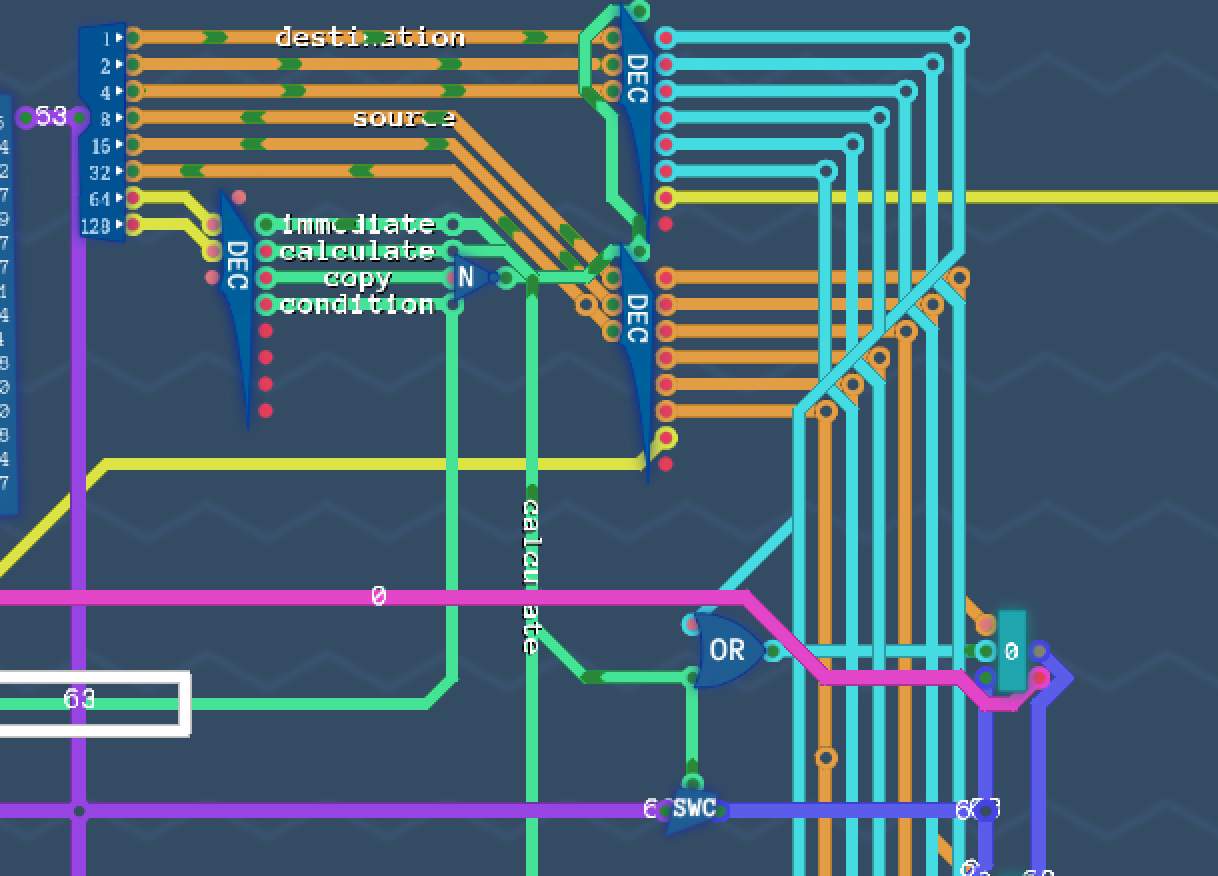 destination
1
2
4
8
16
32
64
128
63
source
DEC
immediate
calculate
copy
condition
DEC
N
DEC
calculate
0
OR
0
63
SWC